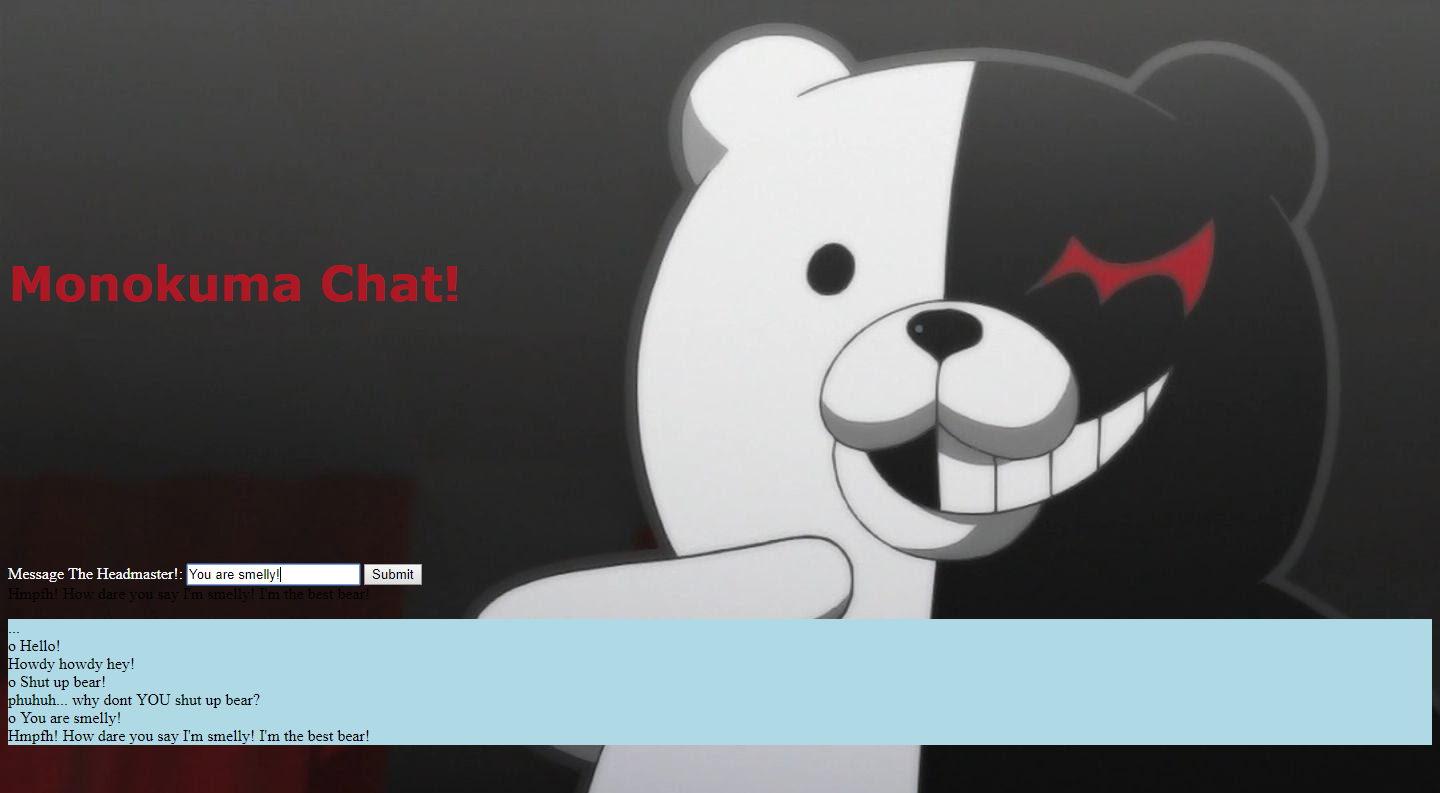 Monokuma Chat!
Message The Headmaster!: You are smelly! Submit
Hmpfh! How dare you say I'm smelly! I'm the best bear!
...
o Hello!
Howdy howdy hey!
o Shut up bear!
phuhuh... why dont YOU shut up bear?
o You are smelly!
Hmpfh! How dare you say I'm smelly! I'm the best bear!